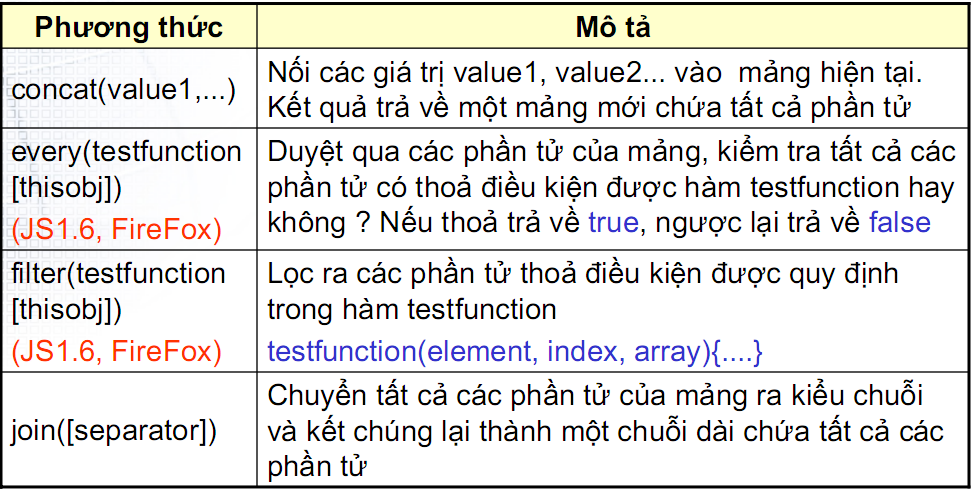 Phương thức
Mô tả
concat(value1,...)
Nối các giá trị value1, value2... vào mảng hiện tại.
Kết quả trả về một mảng mới chứa tất cả phần tử
every(testfunction
[thisobj])
(JS1.6, FireFox)
Duyệt qua các phần tử của mảng, kiểm tra tất cả các
phần tử có thoả điều kiện được hàm testfunction hay
không ? Nếu thoả trả về true, ngược lại trả về false
filter(testfunction
[thisobj])
(JS1.6, FireFox)
Lọc ra các phần tử thoả điều kiện được quy định
trong hàm testfunction
testfunction(element, index, array){....}
join([separator])
Chuyển tất cả các phần tử của mảng ra kiểu chuỗi
và kết chúng lại thành một chuỗi dài chứa tất cả các
phần tử